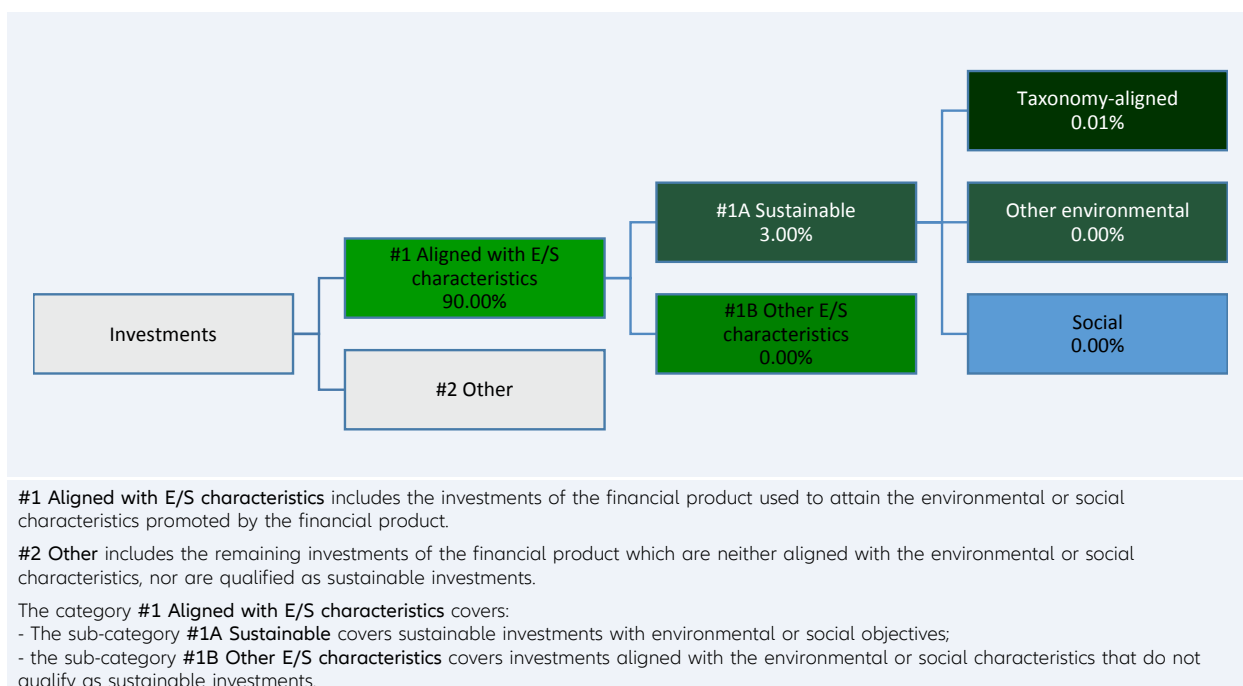 Taxonomy-aligned
0.01%
#1A Sustainable
3.00%
Other environmental
0.00%
#1 Aligned with E/S
characteristics
90.00%
#1B Other E/S
characteristics
0.00%
Social
0.00%
Investments
#2 Other
#1 Aligned with E/S characteristics includes the investments of the financial product used to attain the environmental or social
characteristics promoted by the financial product.
#2 Other includes the remaining investments of the financial product which are neither aligned with the environmental or social
characteristics, nor are qualified as sustainable investments.
The category #1 Aligned with E/S characteristics covers:
- The sub-category #1A Sustainable covers sustainable investments with environmental or social objectives;
- the sub-category #1B Other E/S characteristics covers investments aligned with the environmental or social characteristics that do not
qualify as sustainable investments.